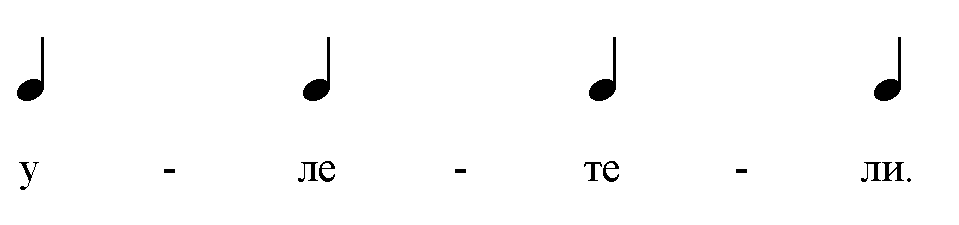 у - ле - те - ли.